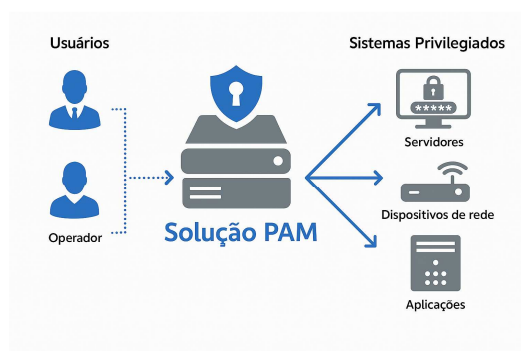 Usuários
Operador
Solução PAM
Sistemas Privilegiados
*****
Servidores
Dispositivos de rede
Aplicações